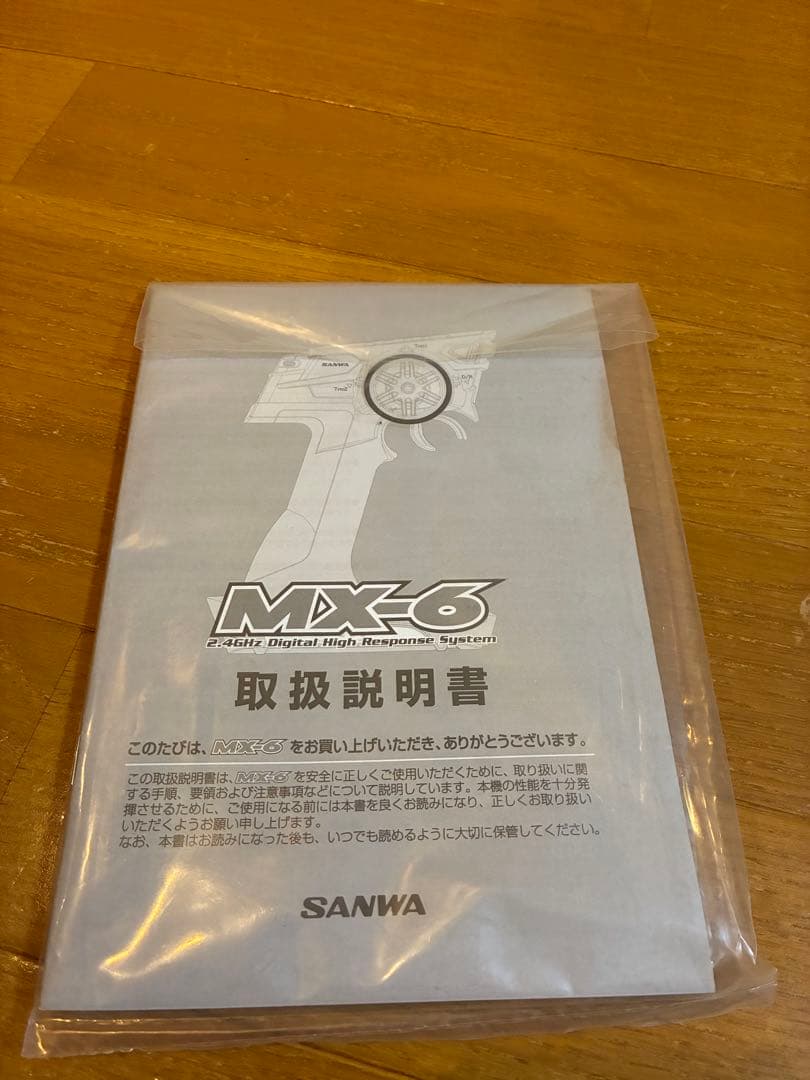 SANWA
Trm1
Trm2
D/R
MX-6
2.4GHz Digital High Response System
取扱説明書
このたびは、MX-6 をお買い上げいただき、ありがとうございます。
この取扱説明書は、MX-6 を安全に正しくご使用いただくために、取り扱いに関
する手順、要領および注意事項などについて説明しています。本機の性能を十分発
揮させるために、ご使用になる前には本書を良くお読みになり、正しくお取り扱い
いただくようお願い申し上げます。
なお、本書はお読みになった後も、いつでも読めるように大切に保管してください。
SANWA